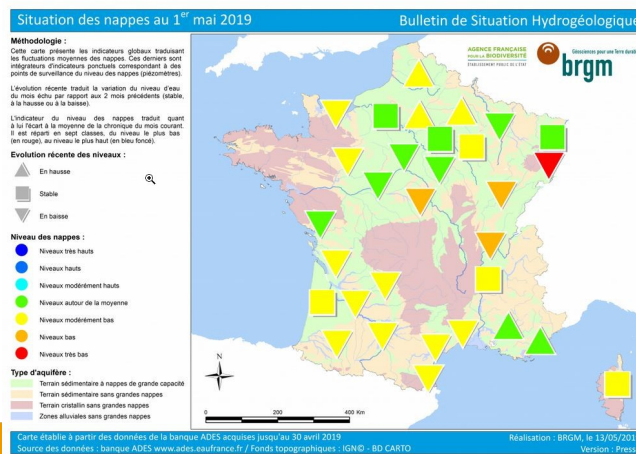 Situation des nappes au 1er mai 2019
Bulletin de Situation Hydrogéologique
Méthodologie :
Cette carte présente les indicateurs globaux traduisant
les fluctuations moyennes des nappes. Ces derniers sont
intégrateurs d'indicateurs ponctuels correspondant à des
points de surveillance du niveau des nappes (piézomètres).
L'évolution récente traduit la variation du niveau d'eau
du mois échu par rapport aux 2 mois précédents (stable,
à la hausse ou à la baisse).
L'indicateur du niveau des nappes traduit quant
à lui l'écart à la moyenne de la chronique du mois courant.
Il est réparti en sept classes, du niveau le plus bas
(en rouge), au niveau le plus haut (en bleu foncé).
Evolution récente des niveaux :
En hausse
Stable
En baisse
Niveau des nappes :
Niveaux très hauts
Niveaux hauts
Niveaux modérément hauts
Niveaux autour de la moyenne
Niveaux modérément bas
Niveaux bas
Niveaux très bas
Type d'aquifère :
Terrain sédimentaire à nappes de grande capacité
Terrain sédimentaire sans grandes nappes
Terrain cristallin sans grandes nappes
Zones alluviales sans grandes nappes
AGENCE FRANÇAISE
POUR LA BIODIVERSITÉ
ÉTABLISSEMENT PUBLIC DE L'ÉTAT
Géosciences pour une Terre durable
brgm
N
0 200 400 Km
Carte établie à partir des données de la banque ADES acquises jusqu'au 30 avril 2019
Source des données : banque ADES www.ades.eaufrance.fr / Fonds topographiques : IGN© - BD CARTO
Réalisation : BRGM, le 13/05/2019
Version : Presse